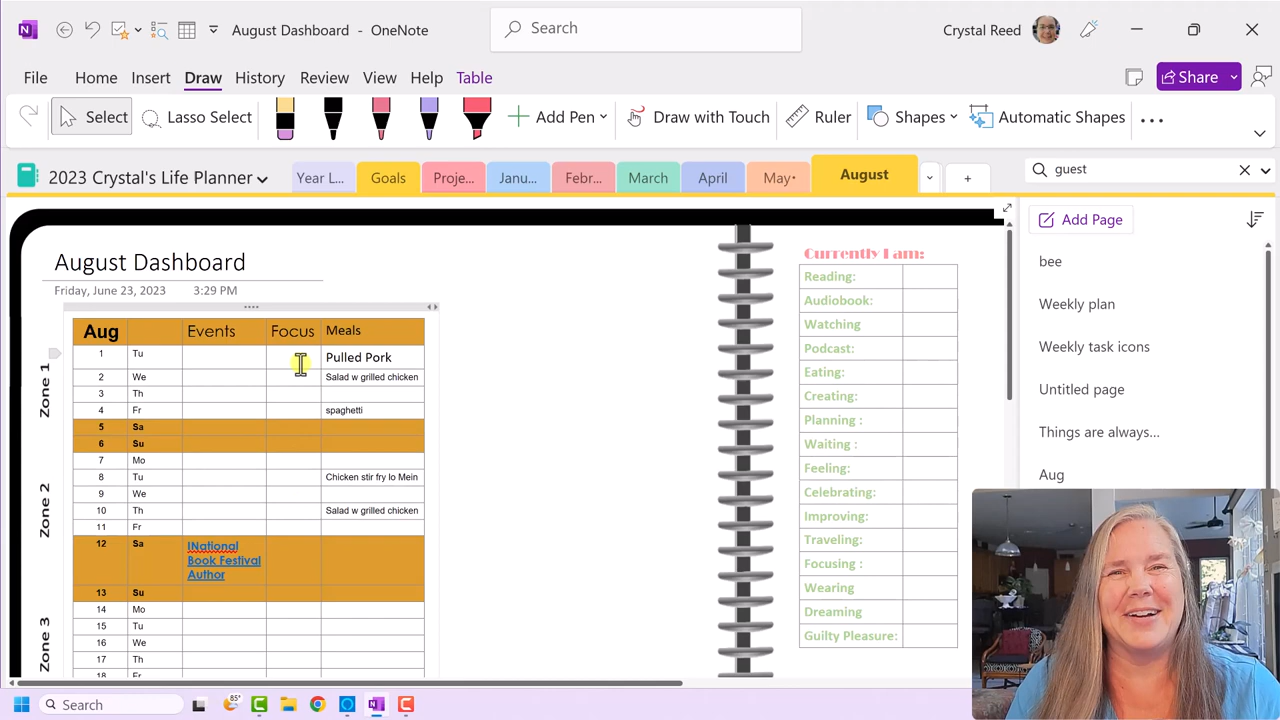 August Dashboard - OneNote
Search
Crystal Reed
File
Home
Insert
Draw
History
Review
View
Help
Table
Share
Select
Lasso Select
Add Pen
Draw with Touch
Ruler
Shapes
Automatic Shapes
2023 Crystal's Life Planner
Year L...
Goals
Proje...
Janu...
Febr...
March
April
May
August
guest
August Dashboard
Friday, June 23, 2023 3:29 PM
Aug Events Focus Meals
1 Tu Pulled Pork
2 We Salad w grilled chicken
3 Th
4 Fr spaghetti
5 Sa
6 Su
7 Mo
8 Tu Chicken stir fry lo Mein
9 We
10 Th Salad w grilled chicken
11 Fr
12 Sa INational
Book Festival
Author
13 Su
14 Mo
15 Tu
16 We
17 Th
18 Fr
Zone 1
Zone 2
Zone 3
Currently I am:
Reading:
Audiobook:
Watching
Podcast:
Eating:
Creating:
Planning :
Waiting :
Feeling:
Celebrating:
Improving:
Traveling:
Focusing :
Wearing
Dreaming
Guilty Pleasure:
Add Page
bee
Weekly plan
Weekly task icons
Untitled page
Things are always...
Aug
Search
85°